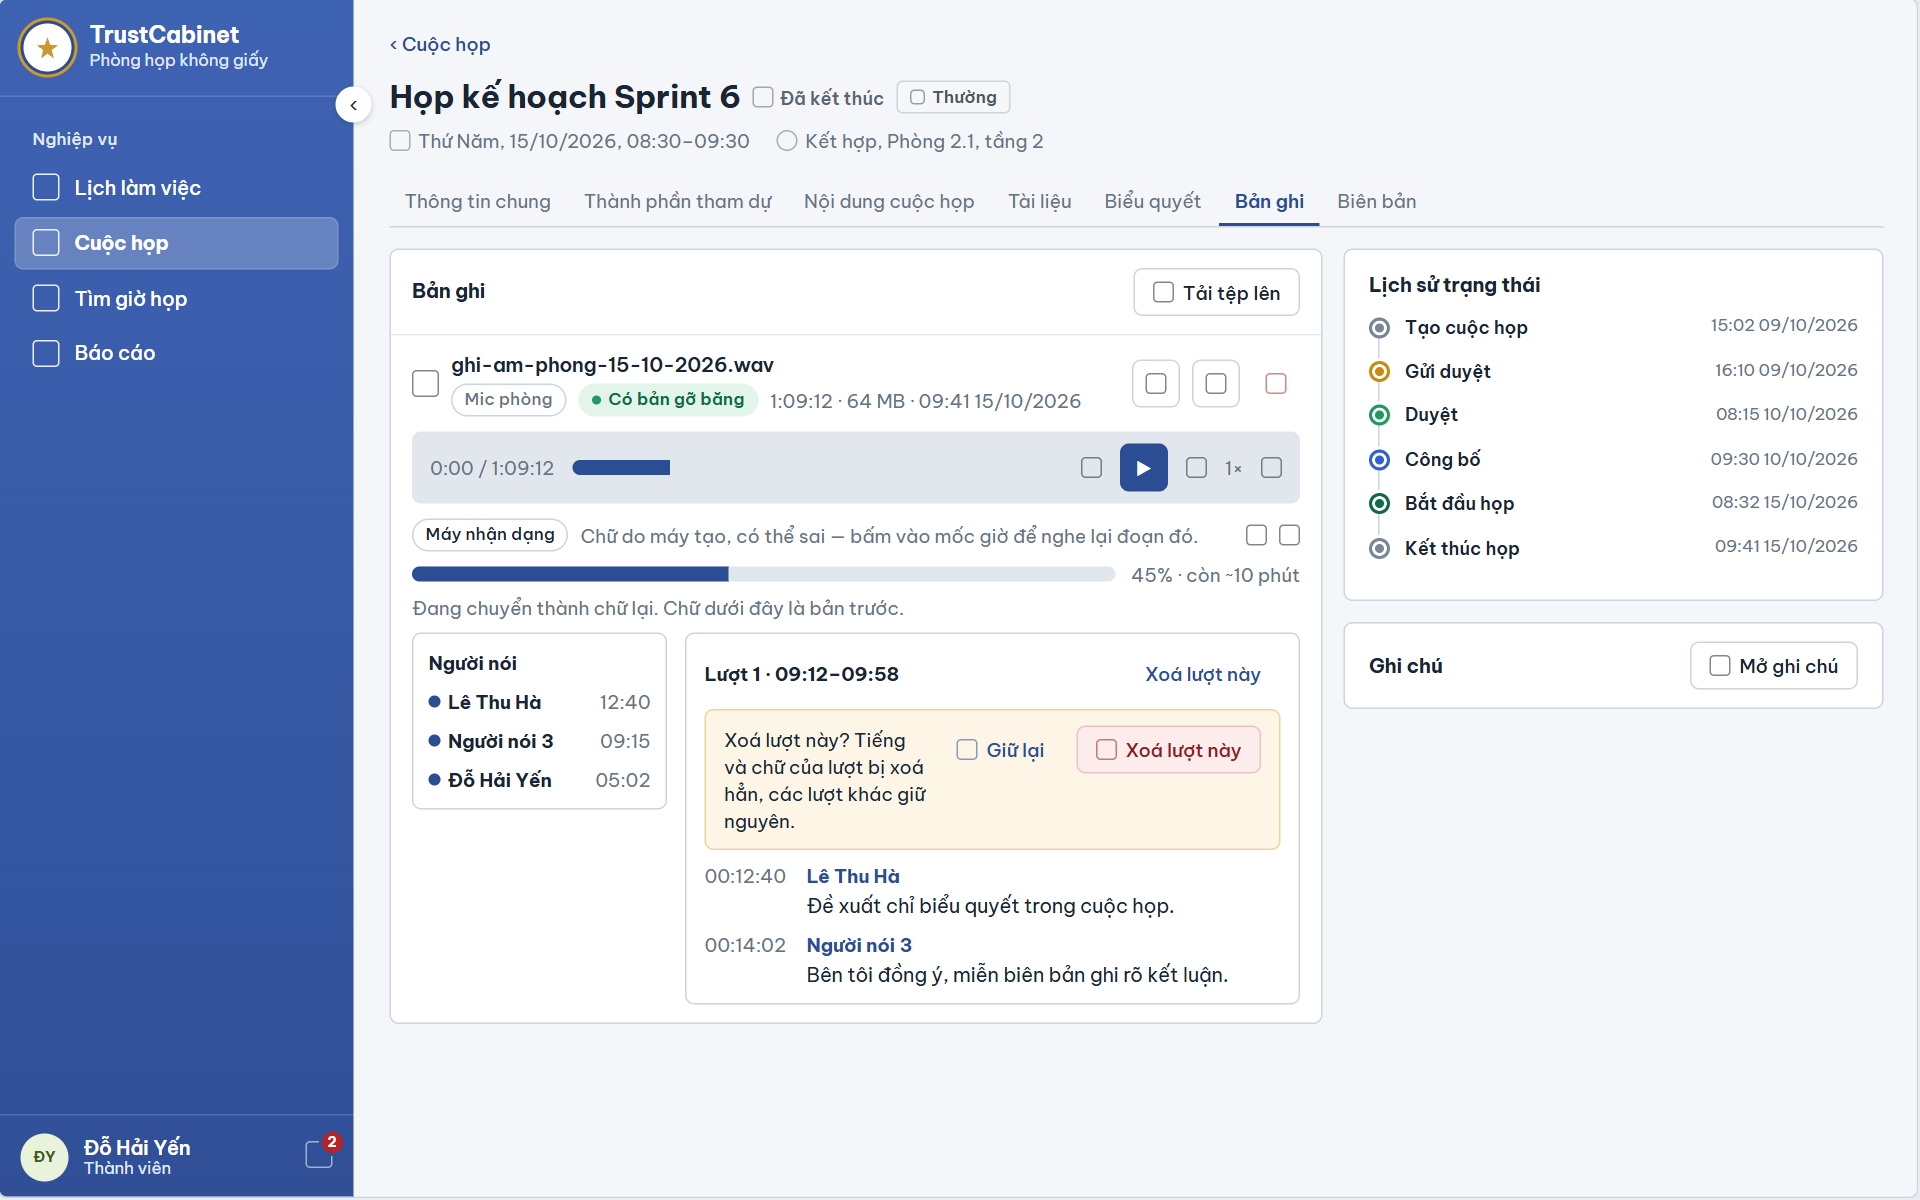 TrustCabinet
Phòng họp không giấy
Nghiệp vụ
Lịch làm việc
Cuộc họp
Tìm giờ họp
Báo cáo
ĐY
Đỗ Hải Yến
Thành viên
2
‹ Cuộc họp
Họp kế hoạch Sprint 6
Đã kết thúc
Thường
Thứ Năm, 15/10/2026, 08:30–09:30
Kết hợp, Phòng 2.1, tầng 2
Thông tin chung
Thành phần tham dự
Nội dung cuộc họp
Tài liệu
Biểu quyết
Bản ghi
Biên bản
Bản ghi
Tải tệp lên
ghi-am-phong-15-10-2026.wav
Mic phòng
Có bản gỡ băng
1:09:12 · 64 MB · 09:41 15/10/2026
0:00 / 1:09:12
1×
Máy nhận dạng
Chữ do máy tạo, có thể sai — bấm vào mốc giờ để nghe lại đoạn đó.
45% · còn ~10 phút
Đang chuyển thành chữ lại. Chữ dưới đây là bản trước.
Người nói
Lê Thu Hà 12:40
Người nói 3 09:15
Đỗ Hải Yến 05:02
Lượt 1 · 09:12–09:58
Xoá lượt này
Xoá lượt này? Tiếng
và chữ của lượt bị xoá
hẳn, các lượt khác giữ
nguyên.
Giữ lại
Xoá lượt này
00:12:40 Lê Thu Hà
Đề xuất chỉ biểu quyết trong cuộc họp.
00:14:02 Người nói 3
Bên tôi đồng ý, miễn biên bản ghi rõ kết luận.
Lịch sử trạng thái
Tạo cuộc họp 15:02 09/10/2026
Gửi duyệt 16:10 09/10/2026
Duyệt 08:15 10/10/2026
Công bố 09:30 10/10/2026
Bắt đầu họp 08:32 15/10/2026
Kết thúc họp 09:41 15/10/2026
Ghi chú
Mở ghi chú